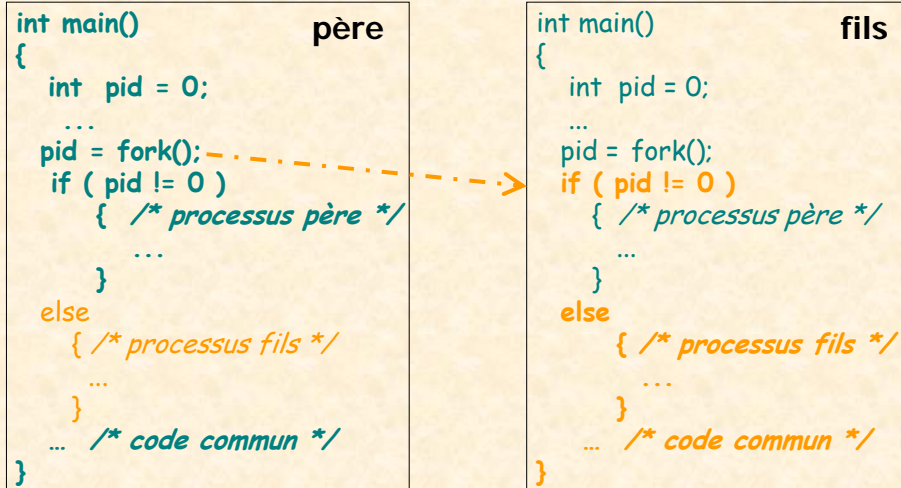 int main()
père
{
int pid = 0;
...
pid = fork();
if ( pid != 0 )
{ /* processus père */
...
}
else
{ /* processus fils */
...
}
... /* code commun */
}
int main()
fils
{
int pid = 0;
...
pid = fork();
if ( pid != 0 )
{ /* processus père */
...
}
else
{ /* processus fils */
...
}
... /* code commun */
}